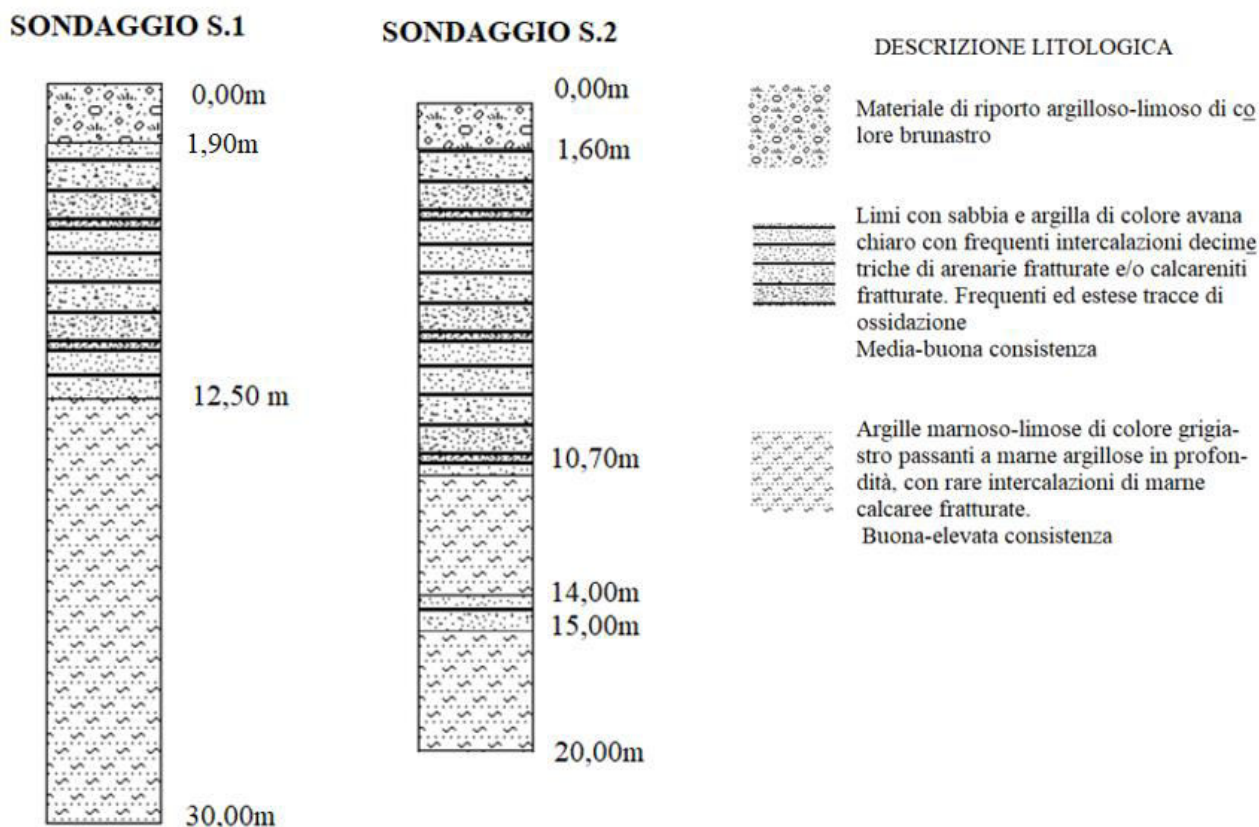 SONDAGGIO S.1
0,00m
1,90m
12,50 m
30,00m
SONDAGGIO S.2
0,00m
1,60m
10,70m
14,00m
15,00m
20,00m
DESCRIZIONE LITOLOGICA
Materiale di riporto argilloso-limoso di co
lore brunastro
Limi con sabbia e argilla di colore avana
chiaro con frequenti intercalazioni decime
triche di arenarie fratturate e/o calcareniti
fratturate. Frequenti ed estese tracce di
ossidazione
Media-buona consistenza
Argille marnoso-limose di colore grigia-
stro passanti a marne argillose in profon-
dità, con rare intercalazioni di marne
calcaree fratturate.
Buona-elevata consistenza